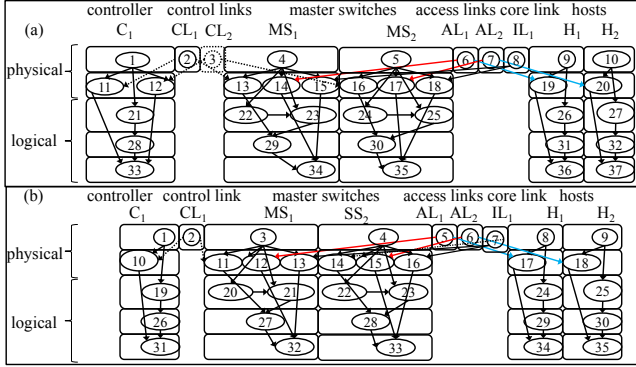 controller control links master switches access links core link hosts
(a) C1 CL1 CL2 MS1 MS2 AL1 AL2 IL1 H1 H2
physical 1 2 3 4 5 6 7 8 9 10
11 12 13 14 15 16 17 18 19 20
21 22 23 24 25 26 27
logical 28 29 30 31 32
33 34 35 36 37
(b) controller control link master switches access links core link hosts
C1 CL1 MS1 SS2 AL1 AL2 IL1 H1 H2
physical 1 2 3 4 5 6 7 8 9
10 11 12 13 14 15 16 17 18
19 20 21 22 23 24 25
logical 26 27 28 29 30
31 32 33 34 35